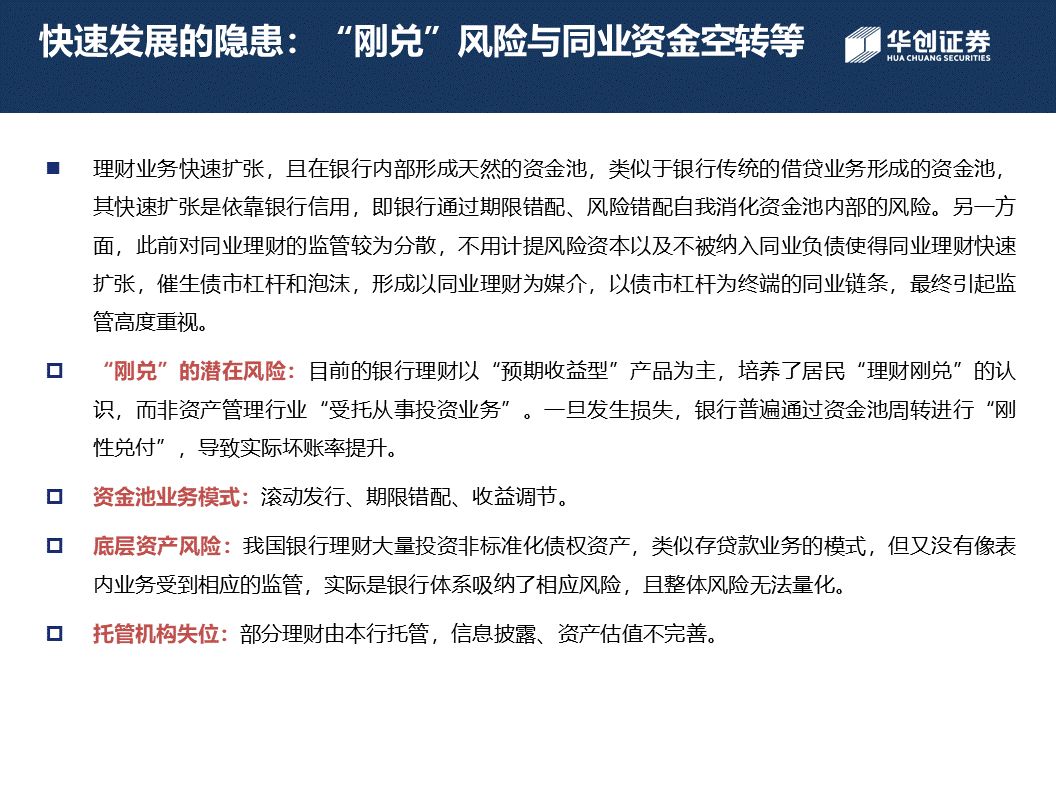 快速发展的隐患：“刚兑”风险与同业资金空转等
华创证券
HUA CHUANG SECURITIES
理财业务快速扩张，且在银行内部形成天然的资金池，类似于银行传统的借贷业务形成的资金池，
其快速扩张是依靠银行信用，即银行通过期限错配、风险错配自我消化资金池内部的风险。另一方
面，此前对同业理财的监管较为分散，不用计提风险资本以及不被纳入同业负债使得同业理财快速
扩张，催生债市杠杆和泡沫，形成以同业理财为媒介，以债市杠杆为终端的同业链条，最终引起监
管高度重视。
“刚兑”的潜在风险：目前的银行理财以“预期收益型”产品为主，培养了居民“理财刚兑”的认
识，而非资产管理行业“受托从事投资业务”。一旦发生损失，银行普遍通过资金池周转进行“刚
性兑付”，导致实际坏账率提升。
资金池业务模式：滚动发行、期限错配、收益调节。
底层资产风险：我国银行理财大量投资非标准化债权资产，类似存贷款业务的模式，但又没有像表
内业务受到相应的监管，实际是银行体系吸纳了相应风险，且整体风险无法量化。
托管机构失位：部分理财由本行托管，信息披露、资产估值不完善。